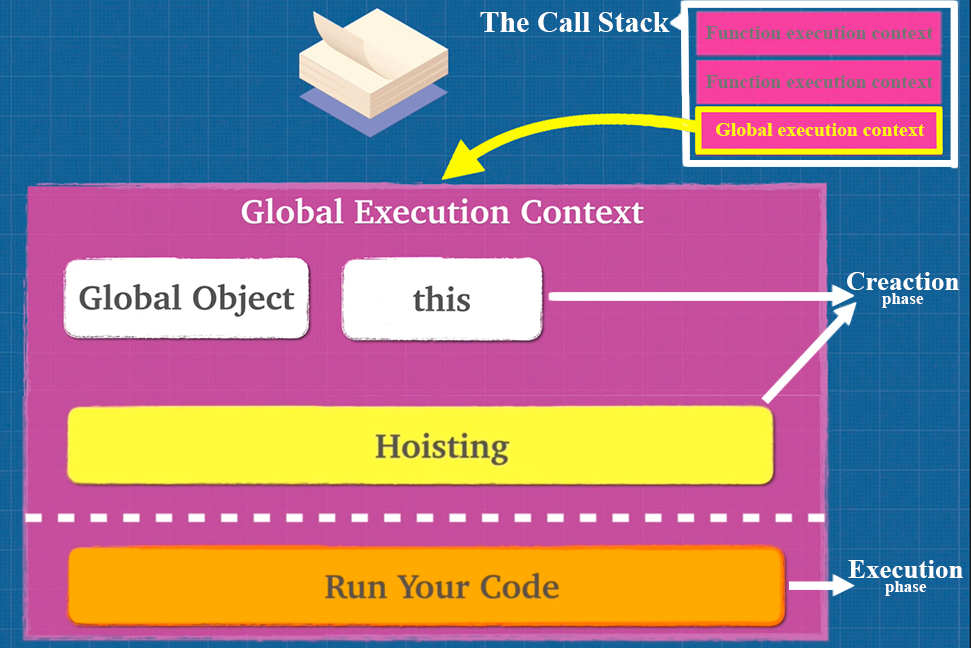 The Call Stack
Function execution context
Function execution context
Global execution context
Global Execution Context
Global Object
this
Creaction
phase
Hoisting
Run Your Code
Execution
phase